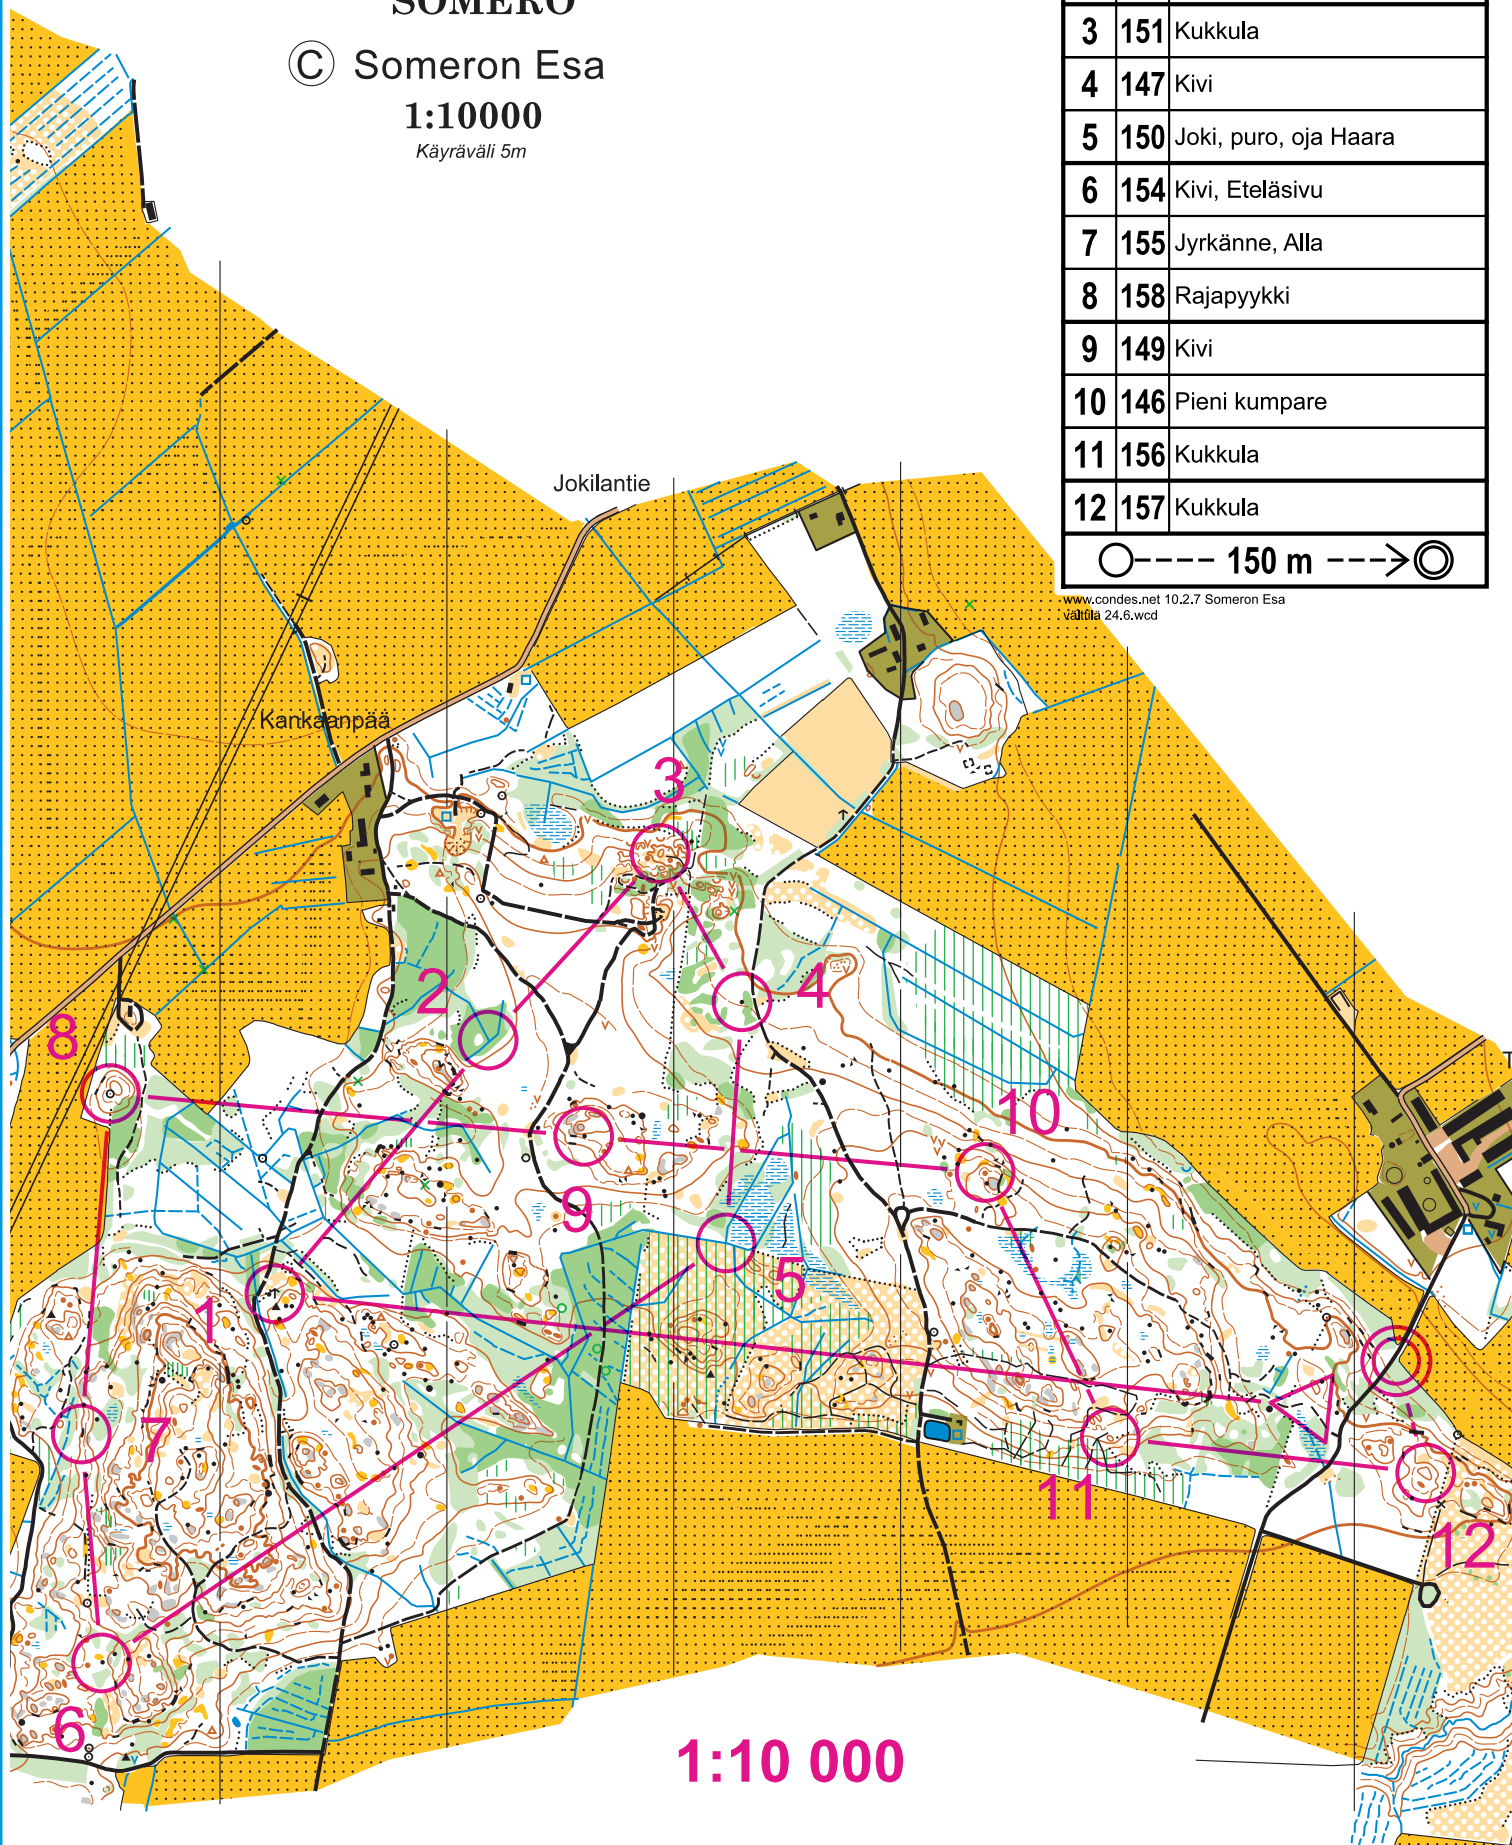 SOMERO
Ⓒ Someron Esa
1:10000
Käyräväli 5m
3 151 Kukkula
4 147 Kivi
5 150 Joki, puro, oja Haara
6 154 Kivi, Eteläsivu
7 155 Jyrkänne, Alla
8 158 Rajapyykki
9 149 Kivi
10 146 Pieni kumpare
11 156 Kukkula
12 157 Kukkula
150 m
www.condes.net 10.2.7 Someron Esa
välttilä 24.6.wcd
Jokilantie
Kankaanpää
3
2
4
8
10
9
1
5
7
11
12
6
1:10 000